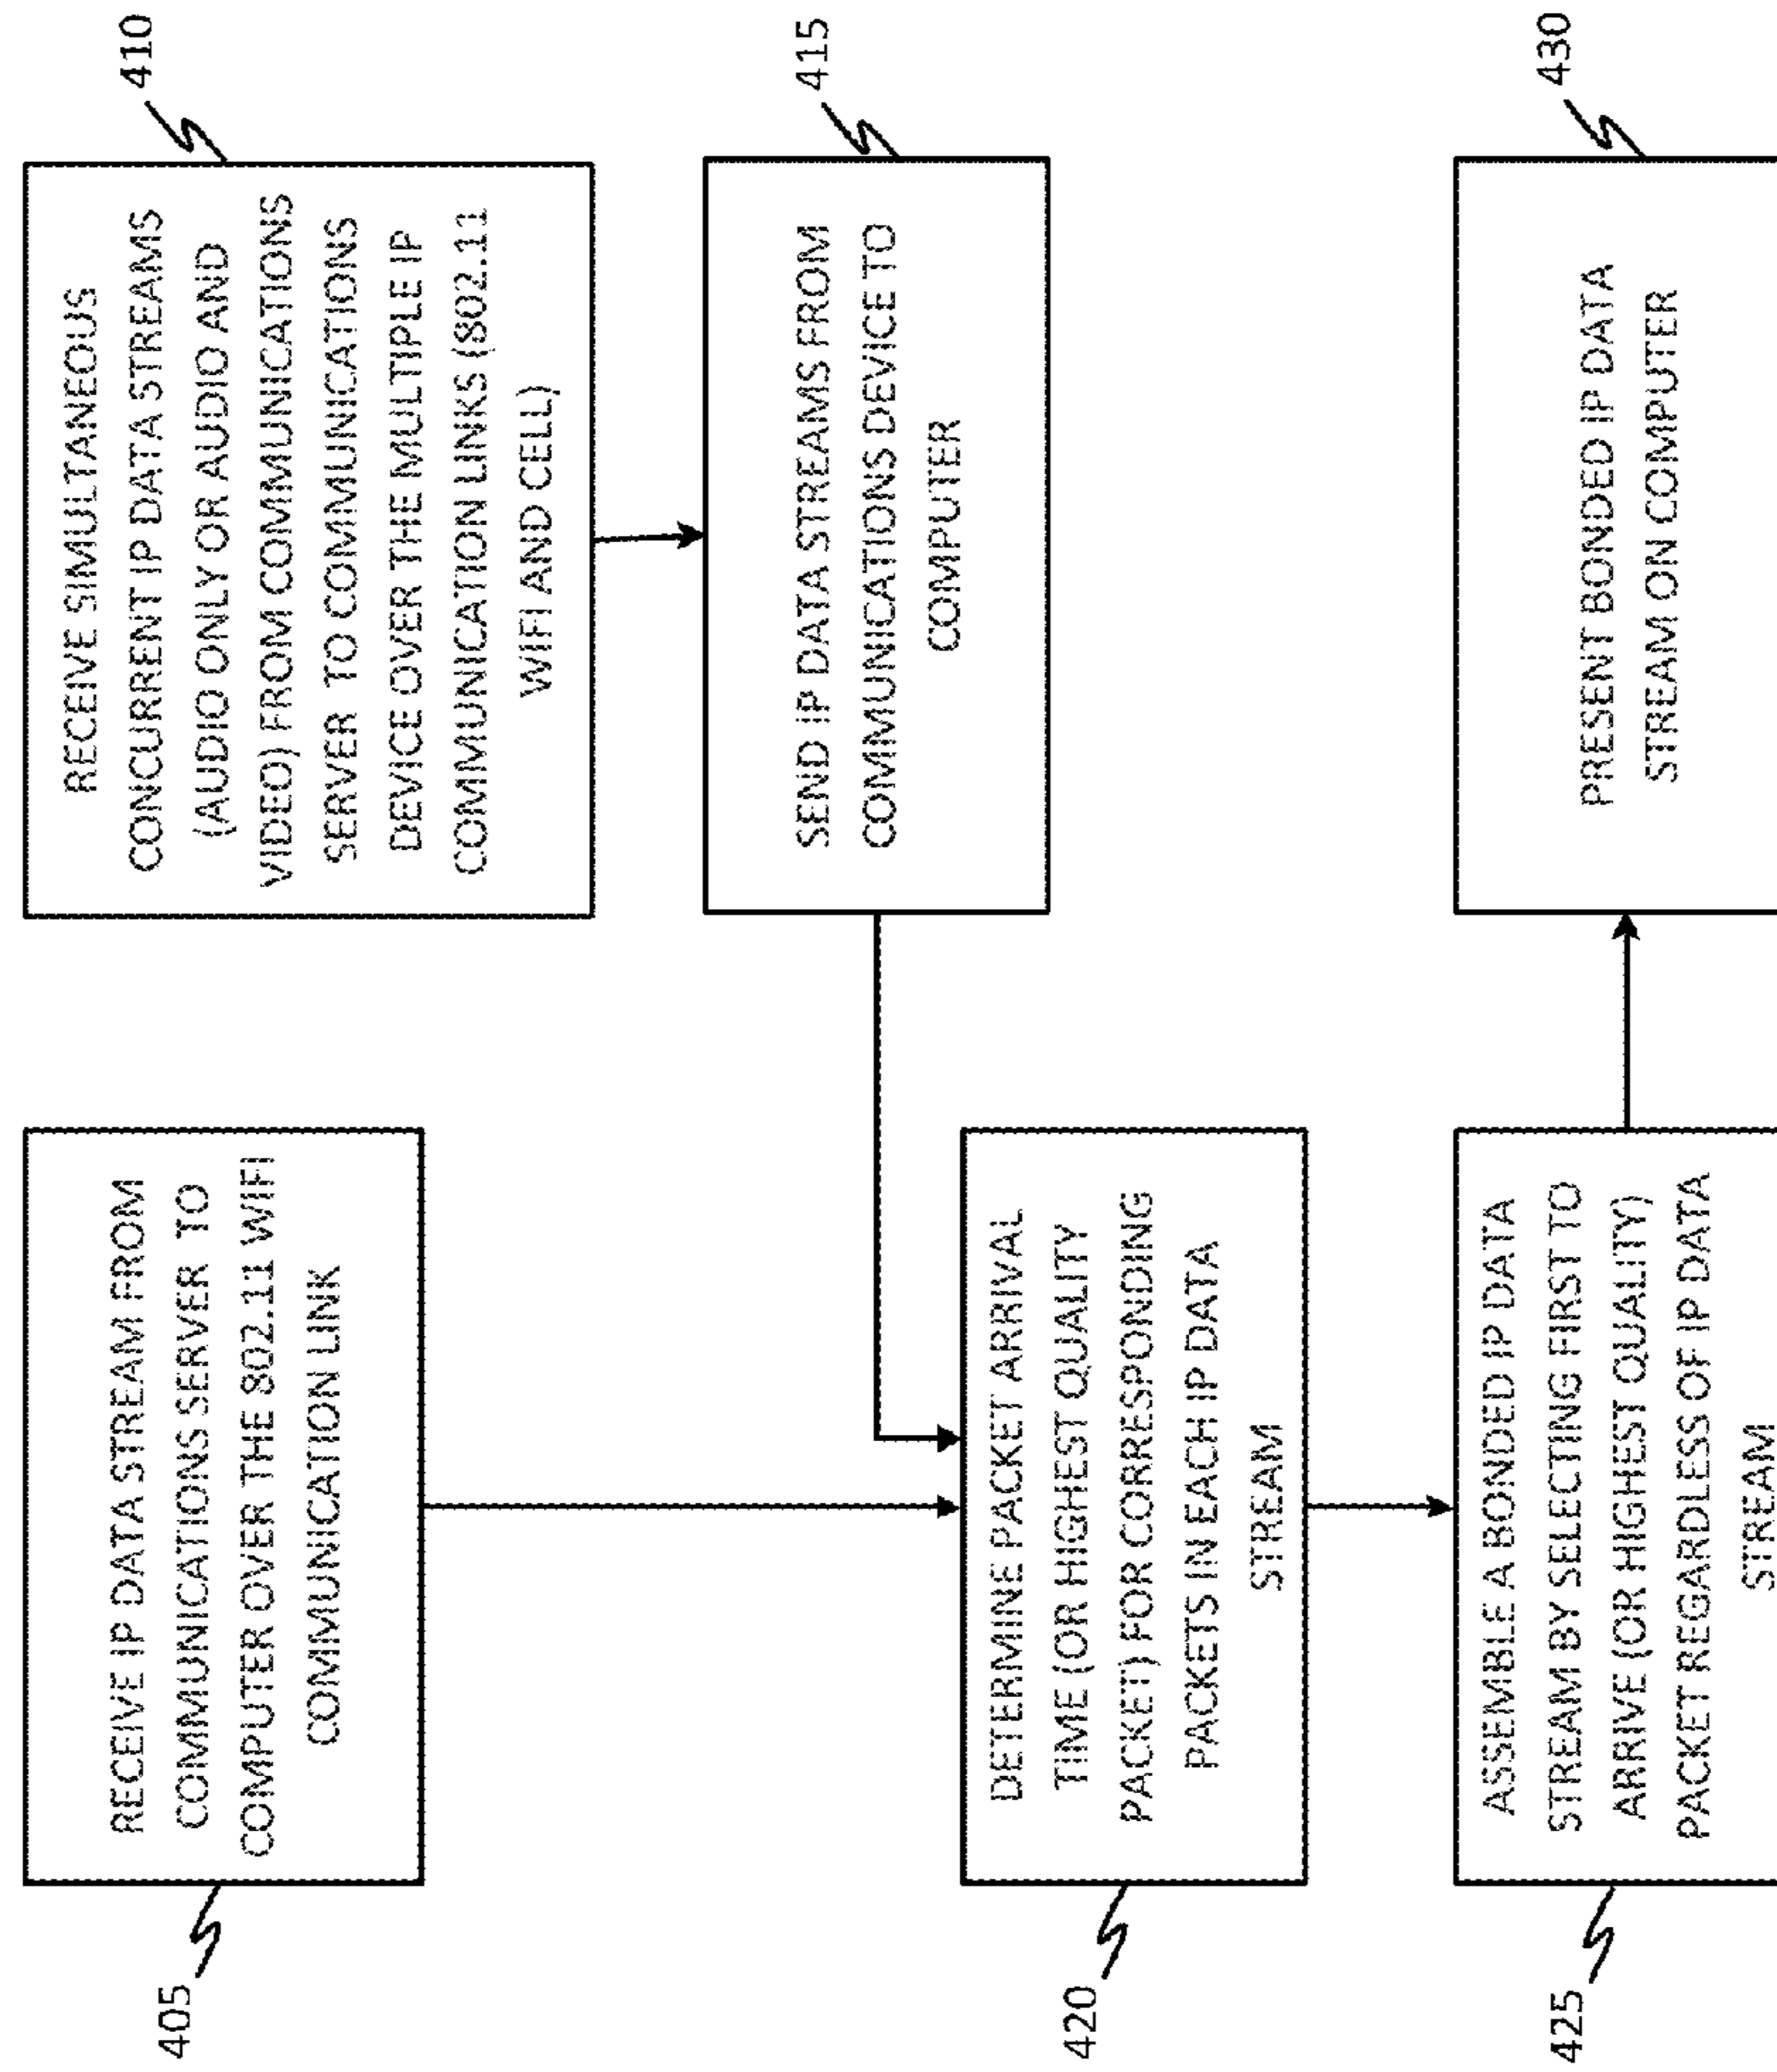 405
RECEIVE IP DATA STREAM FROM
COMMUNICATIONS SERVER TO
COMPUTER OVER THE 802.11 WIFI
COMMUNICATION LINK
410
RECEIVE SIMULTANEOUS
CONCURRENT IP DATA STREAMS
(AUDIO ONLY OR AUDIO AND
VIDEO) FROM COMMUNICATIONS
SERVER TO COMMUNICATIONS
DEVICE OVER THE MULTIPLE IP
COMMUNICATION LINKS (802.11
WIFI AND CELL)
415
SEND IP DATA STREAMS FROM
COMMUNICATIONS DEVICE TO
COMPUTER
420
DETERMINE PACKET ARRIVAL
TIME (OR HIGHEST QUALITY
PACKET) FOR CORRESPONDING
PACKETS IN EACH IP DATA
STREAM
425
ASSEMBLE A BONDED IP DATA
STREAM BY SELECTING FIRST TO
ARRIVE (OR HIGHEST QUALITY)
PACKET REGARDLESS OF IP DATA
STREAM
430
PRESENT BONDED IP DATA
STREAM ON COMPUTER